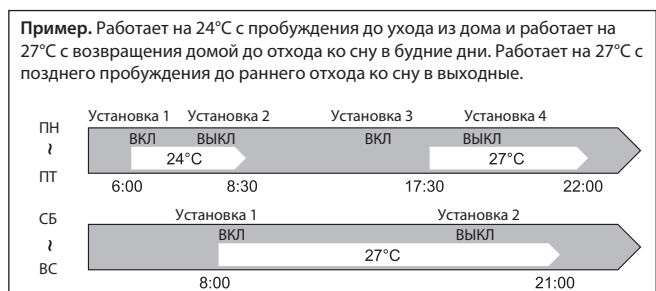 Пример. Работает на 24°C с пробуждения до ухода из дома и работает на
27°C с возвращения домой до отхода ко сну в будние дни. Работает на 27°C с
позднего пробуждения до раннего отхода ко сну в выходные.
Установка 1 Установка 2 Установка 3 Установка 4
ПН
ВКЛ ВЫКЛ ВКЛ ВЫКЛ
~
24°C 27°C
ПТ
6:00 8:30 17:30 22:00
СБ Установка 1 Установка 2
ВКЛ ВЫКЛ
~
27°C
ВС
8:00 21:00